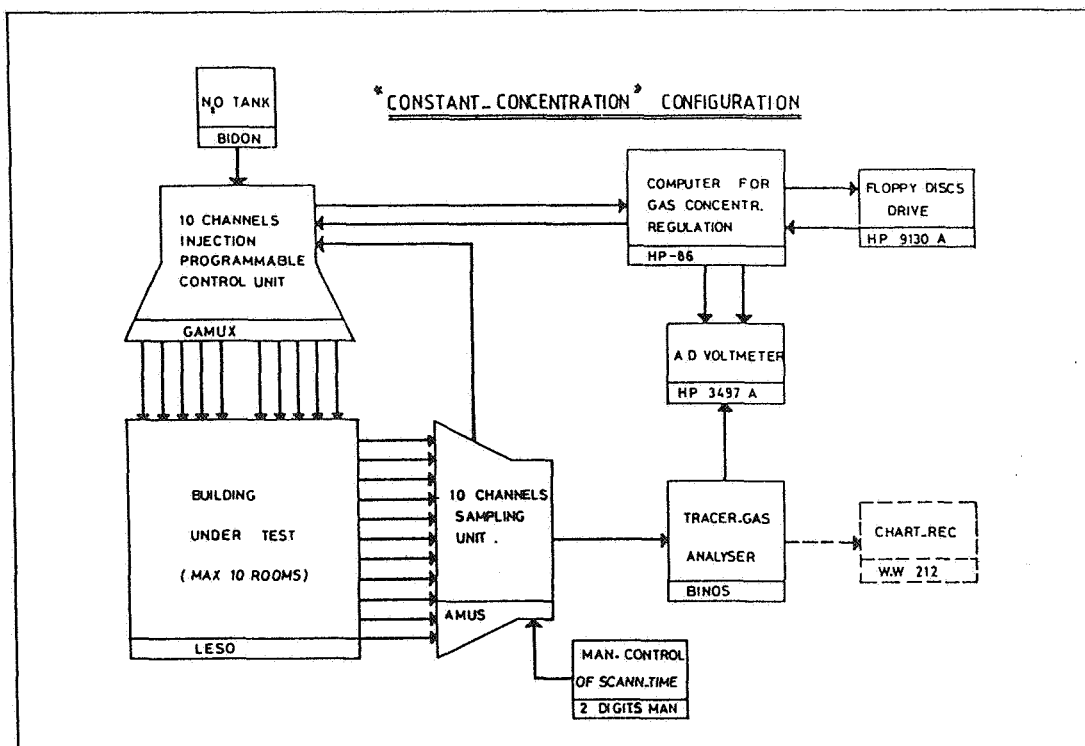 N₂O TANK
BIDON
"CONSTANT_CONCENTRATION" CONFIGURATION
10 CHANNELS
INJECTION
PROGRAMMABLE
CONTROL UNIT
GAMUX
COMPUTER FOR
GAS CONCENTR.
REGULATION
HP-86
FLOPPY DISCS
DRIVE
HP 9130 A
A.D VOLTMETER
HP 3497 A
BUILDING
UNDER TEST
(MAX 10 ROOMS)
LESO
10 CHANNELS
SAMPLING
UNIT.
AMUS
TRACER.GAS
ANALYSER
BINOS
CHART_REC
W.W 212
MAN. CONTROL
OF SCANN.TIME
2 DIGITS MAN